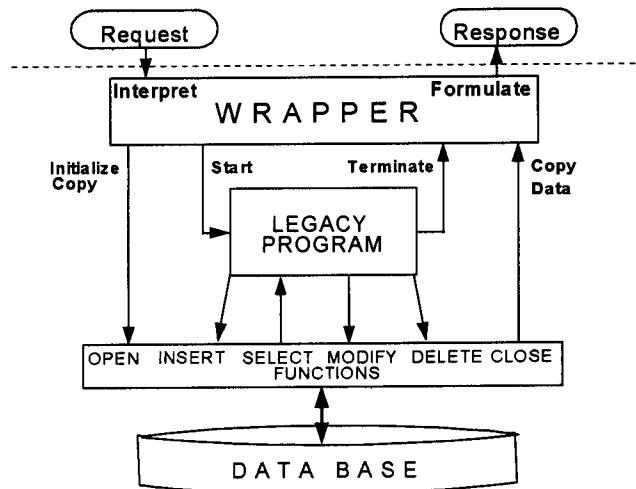 Request
Response
Interpret
Formulate
WRAPPER
Initialize
Copy
Start
Terminate
Copy
Data
LEGACY
PROGRAM
OPEN INSERT SELECT MODIFY DELETE CLOSE
FUNCTIONS
DATA BASE